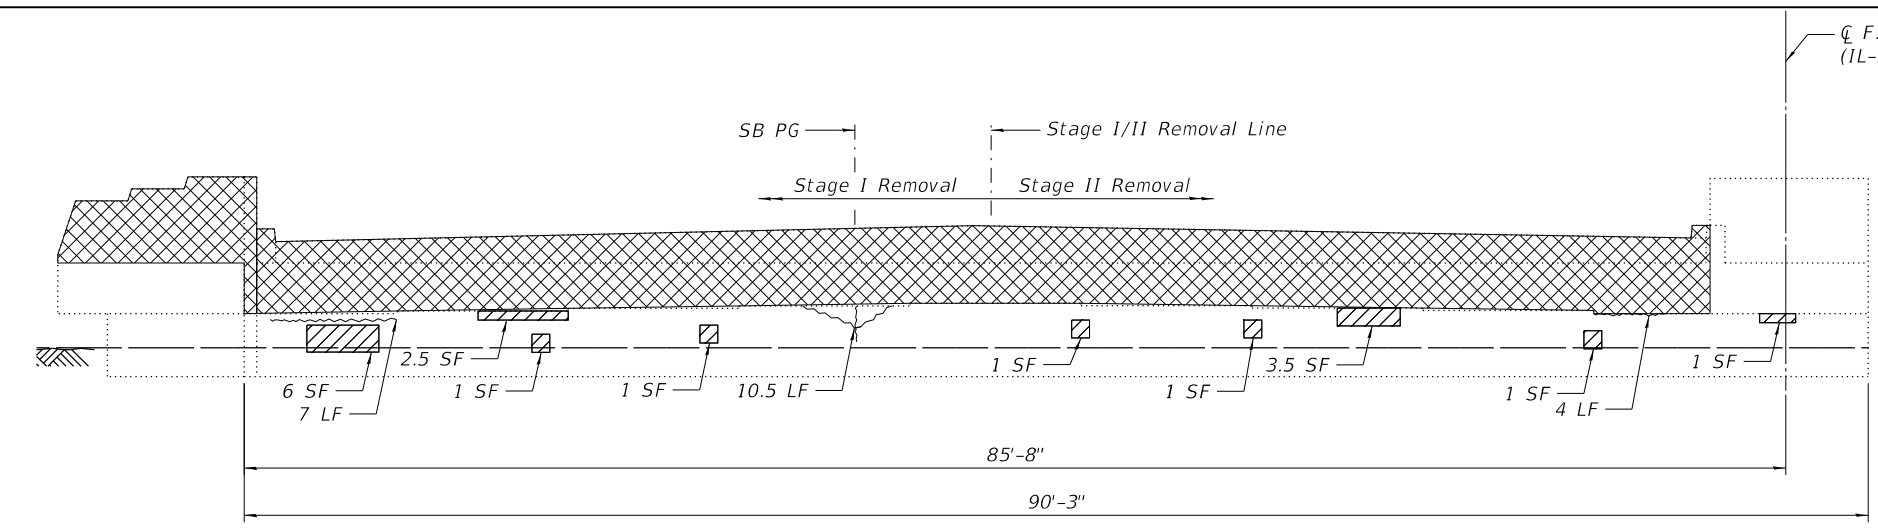 ℄ F.
(IL-
SB PG
Stage I/II Removal Line
Stage I Removal
Stage II Removal
2.5 SF
6 SF
7 LF
1 SF
1 SF
10.5 LF
1 SF
1 SF
3.5 SF
1 SF
4 LF
1 SF
85'-8"
90'-3"